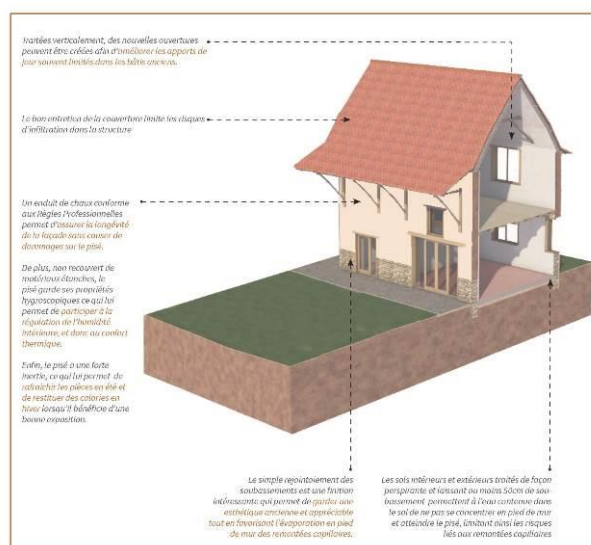 Traitées verticalement, des nouvelles ouvertures
peuvent être créées afin d'améliorer les apports de
jour souvent limités dans les bâtis anciens.
Le bon entretien de la couverture limite les risques
d'infiltration dans la structure
Un enduit de chaux conforme
aux Règles Professionnelles
permet d'assurer la longévité
de la façade sans causer de
dommages sur le pisé.
De plus, non recouvert de
matériaux étanches, le
pisé garde ses propriétés
hygroscopiques ce qui lui
permet de participer à la
régulation de l'humidité
intérieure, et donc au confort
thermique.
Enfin, le pisé a une forte
inertie, ce qui lui permet de
rafraichir les pièces en été et
de restituer des calories en
hiver lorsqu'il bénéficie d'une
bonne exposition.
Le simple rejointoiement des
soubassements est une finition
intéressante qui permet de garder une
esthétique ancienne et appréciable
tout en favorisant l'évaporation en pied
de mur des remontées capillaires.
Les sols intérieurs et extérieurs traités de façon
perspirante et laissant au moins 50cm de sou-
bassement permettent à l'eau contenue dans
le sol de ne pas se concentrer en pied de mur
et atteindre le pisé, limitant ainsi les risques
liés aux remontées capillaires